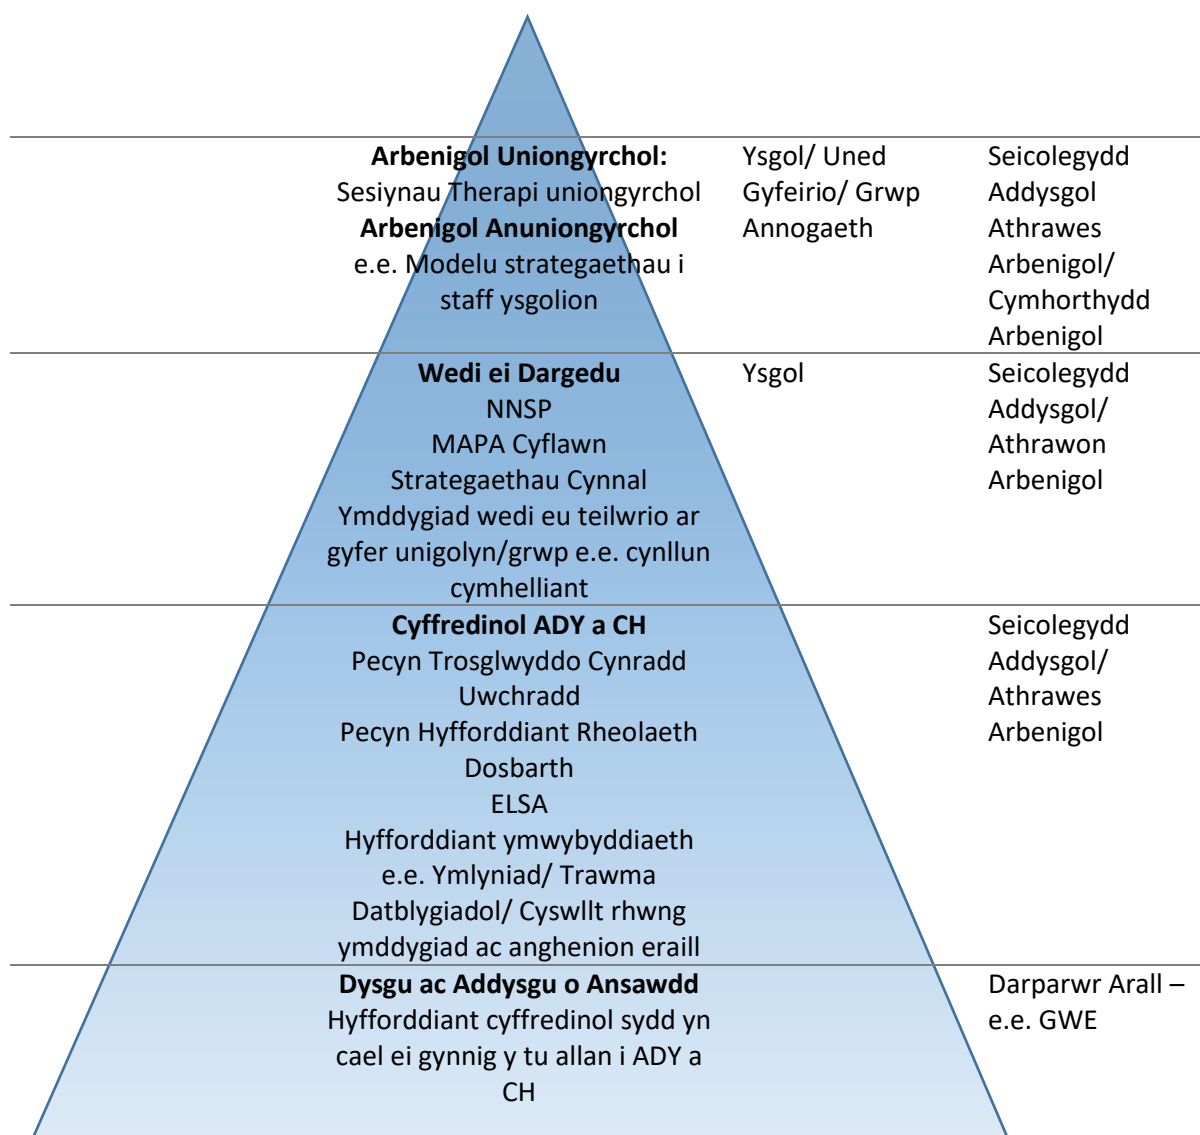 Arbenigol Uniongyrchol:
Sesiynau Therapi uniongyrchol
Arbenigol Anuniongyrchol
e.e. Modelu strategaethau i
staff ysgolion
Ysgol/ Uned
Gyfeirio/ Grwp
Annogaeth
Seicolegydd
Addysgol
Athrawes
Arbenigol/
Cymhorthydd
Arbenigol
Wedi ei Dargedu
NNSP
MAPA Cyflawn
Strategaethau Cynnal
Ymddygiad wedi eu teilwrio ar
gyfer unigolyn/grwp e.e. cynllun
cymhelliant
Ysgol
Seicolegydd
Addysgol/
Athrawon
Arbenigol
Cyffredinol ADY a CH
Pecyn Trosglwyddo Cynradd
Uwchradd
Pecyn Hyfforddiant Rheolaeth
Dosbarth
ELSA
Hyfforddiant ymwybyddiaeth
e.e. Ymlyniad/ Trawma
Datblygiadol/ Cyswllt rhwng
ymddygiad ac anghenion eraill
Seicolegydd
Addysgol/
Athrawes
Arbenigol
Dysgu ac Addysgu o Ansawdd
Hyfforddiant cyffredinol sydd yn
cael ei gynnig y tu allan i ADY a
CH
Darparwr Arall –
e.e. GWE